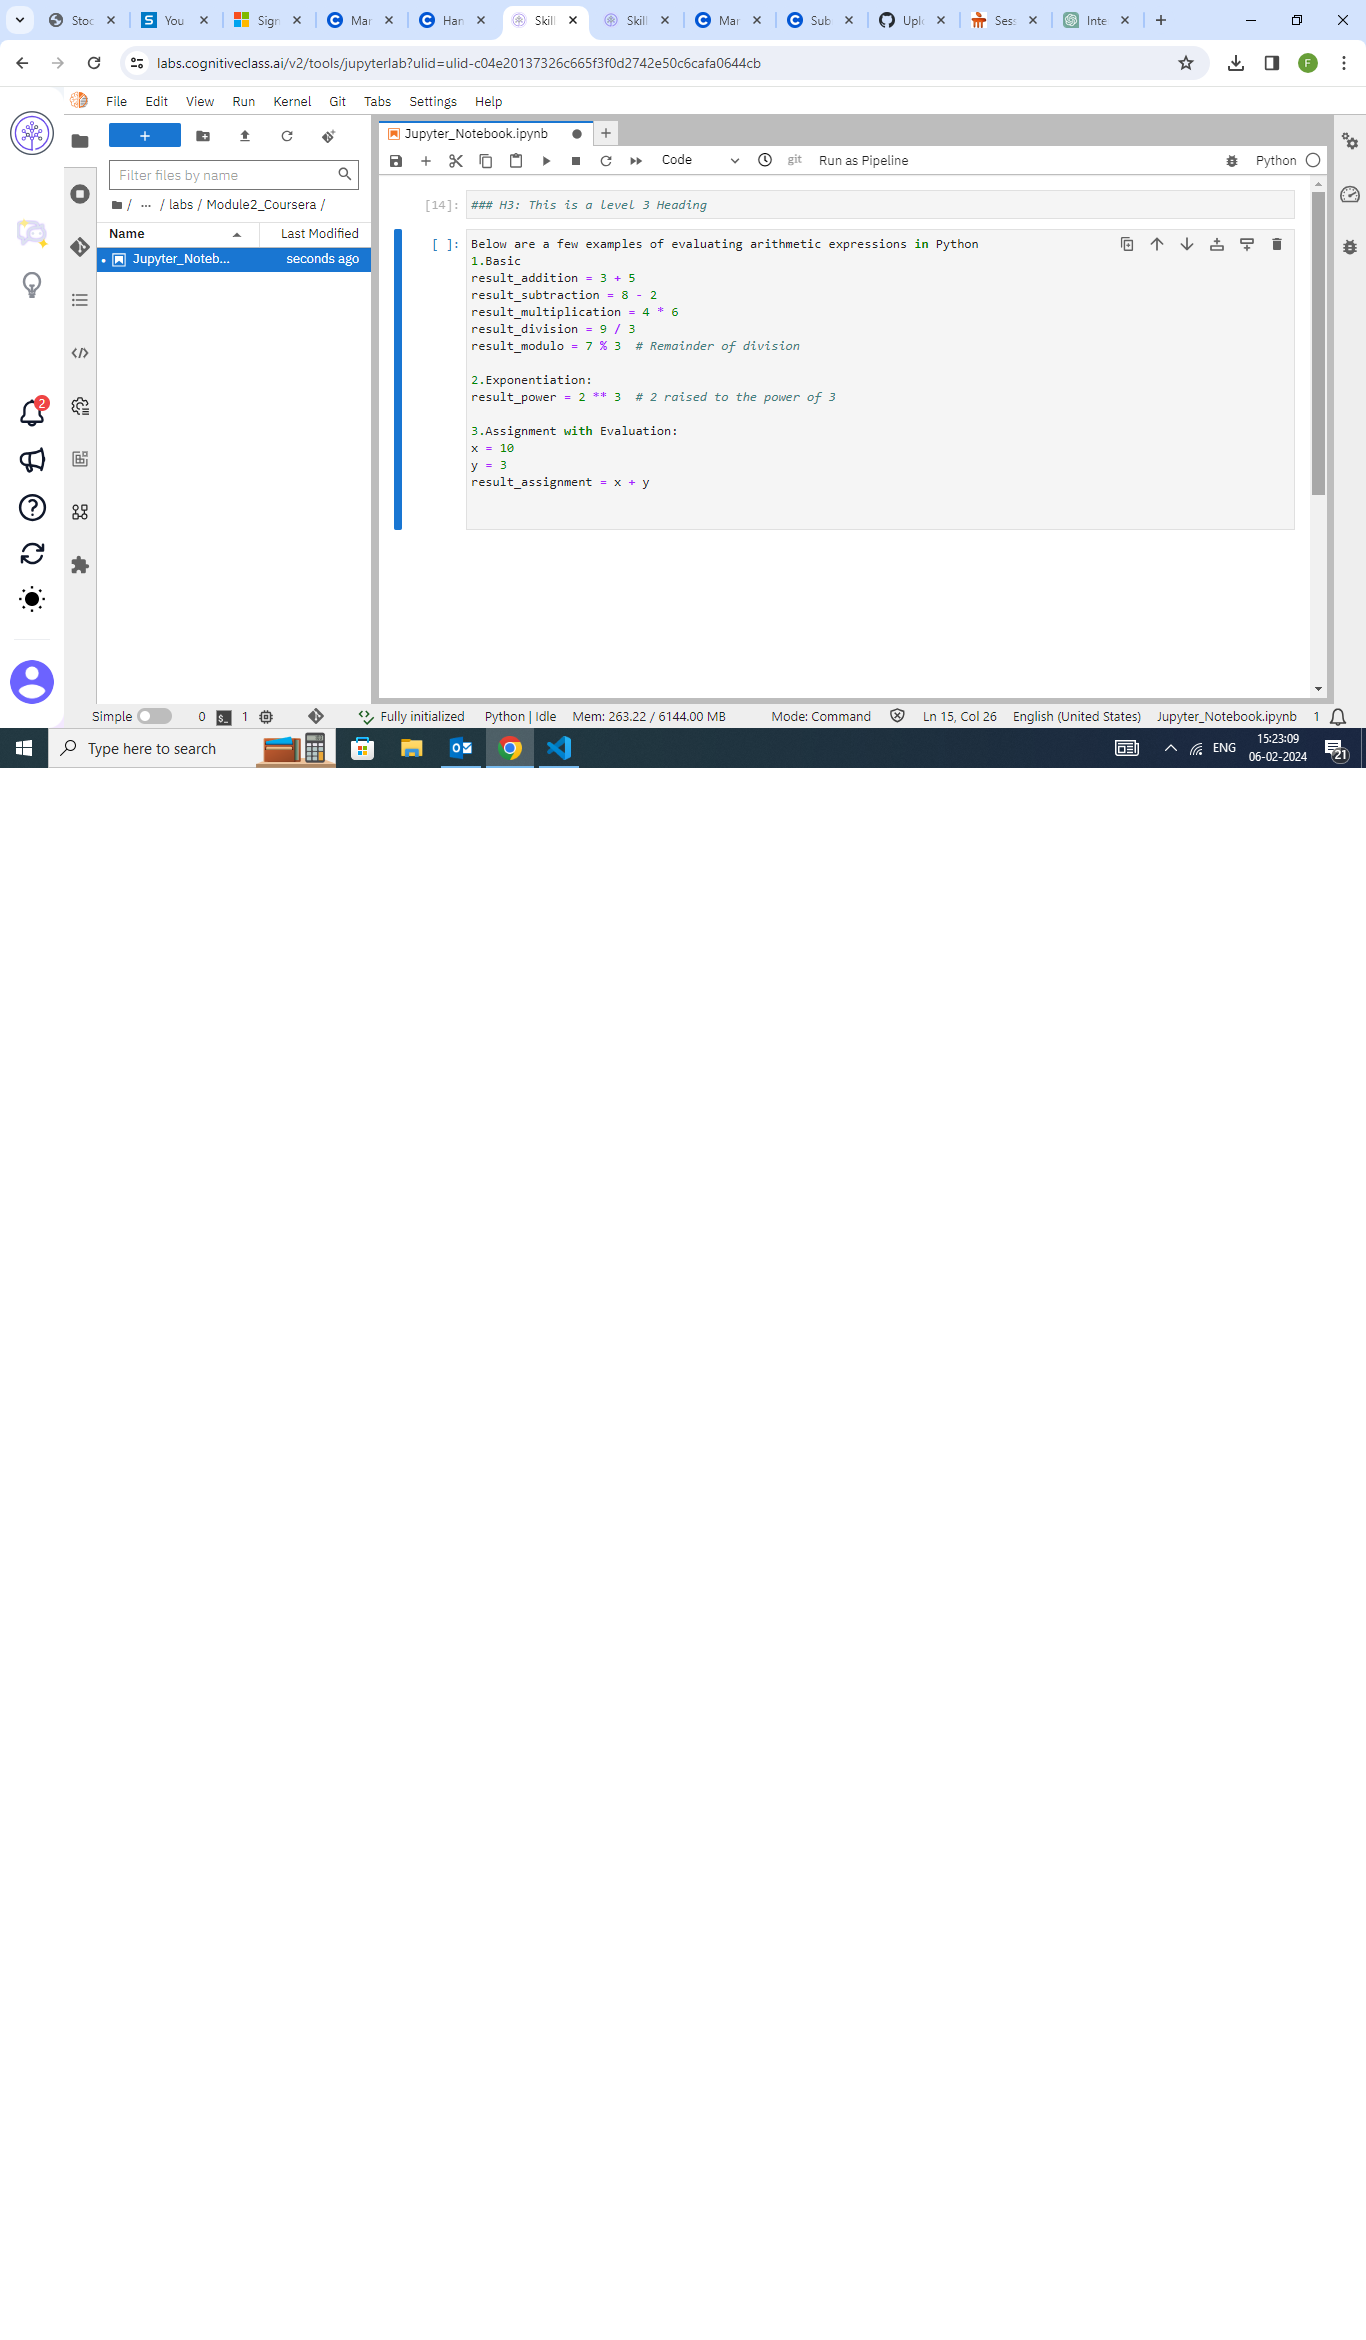 Stoc
You
Sign
Mar
Han
Skill
Skill
Mar
Sub
Uplo
Sess
Inte
labs.cognitiveclass.ai/v2/tools/jupyterlab?ulid=ulid-c04e20137326c665f3f0d2742e50c6cafa0644cb
F
File Edit View Run Kernel Git Tabs Settings Help
Jupyter_Notebook.ipynb
Code
git
Run as Pipeline
Python
Filter files by name
/ ... / labs / Module2_Coursera /
Name
Last Modified
Jupyter_Noteb...
seconds ago
[14]:
### H3: This is a level 3 Heading
[ ]:
Below are a few examples of evaluating arithmetic expressions in Python
1.Basic
result_addition = 3 + 5
result_subtraction = 8 - 2
result_multiplication = 4 * 6
result_division = 9 / 3
result_modulo = 7 % 3  # Remainder of division
2.Exponentiation:
result_power = 2 ** 3  # 2 raised to the power of 3
3.Assignment with Evaluation:
x = 10
y = 3
result_assignment = x + y
2
Simple
0
1
Fully initialized
Python | Idle
Mem: 263.22 / 6144.00 MB
Mode: Command
Ln 15, Col 26
English (United States)
Jupyter_Notebook.ipynb
1
Type here to search
ENG
15:23:09
06-02-2024
21